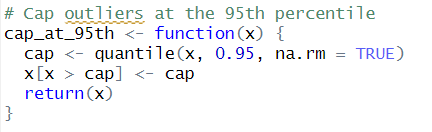 # Cap outliers at the 95th percentile
cap_at_95th <- function(x) {
  cap <- quantile(x, 0.95, na.rm = TRUE)
  x[x > cap] <- cap
  return(x)
}